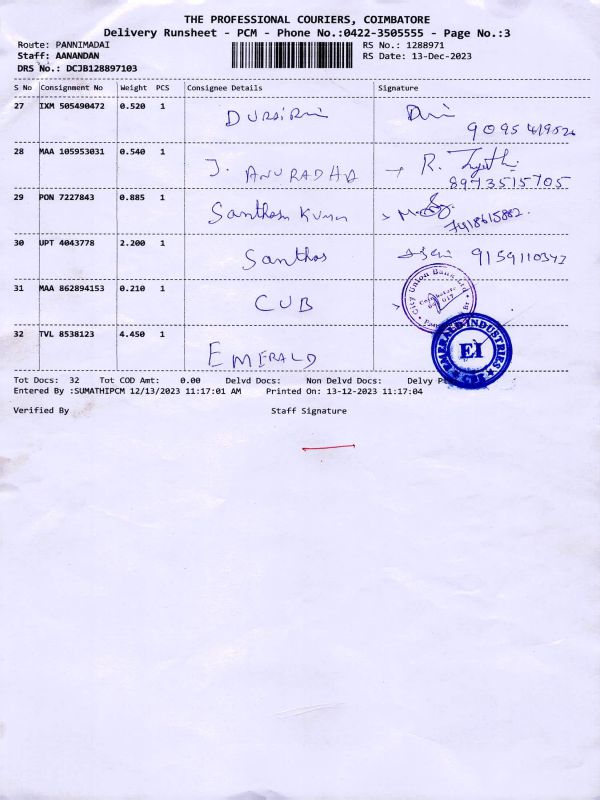 THE PROFESSIONAL COURIERS, COIMBATORE
Delivery Runsheet - PCM - Phone No.:0422-3505555 - Page No.:3
Route: PANNIMADAI RS No.: 1288971
Staff: AANANDAN RS Date: 13-Dec-2023
DRS No.: DCJB128897103
S No Consignment No Weight PCS Consignee Details Signature
27 IXM 505490472 0.520 1
28 MAA 105953031 0.540 1 J. ANURADHA R.
8973515705
29 PON 7227843 0.885 1 Santhosh Kumar
7418615882
30 UPT 4043778 2.200 1 Santhos
31 MAA 862894153 0.210 1 CUB City Union Bank Ltd
32 TVL 8538123 4.450 1 EMERALD EMERALD INDUSTRIES EI CBE
Tot Docs: 32 Tot COD Amt: 0.00 Delvd Docs: Non Delvd Docs: Delvy
Entered By :SUMATHIPCM 12/13/2023 11:17:01 AM Printed On: 13-12-2023 11:17:04
Verified By Staff Signature